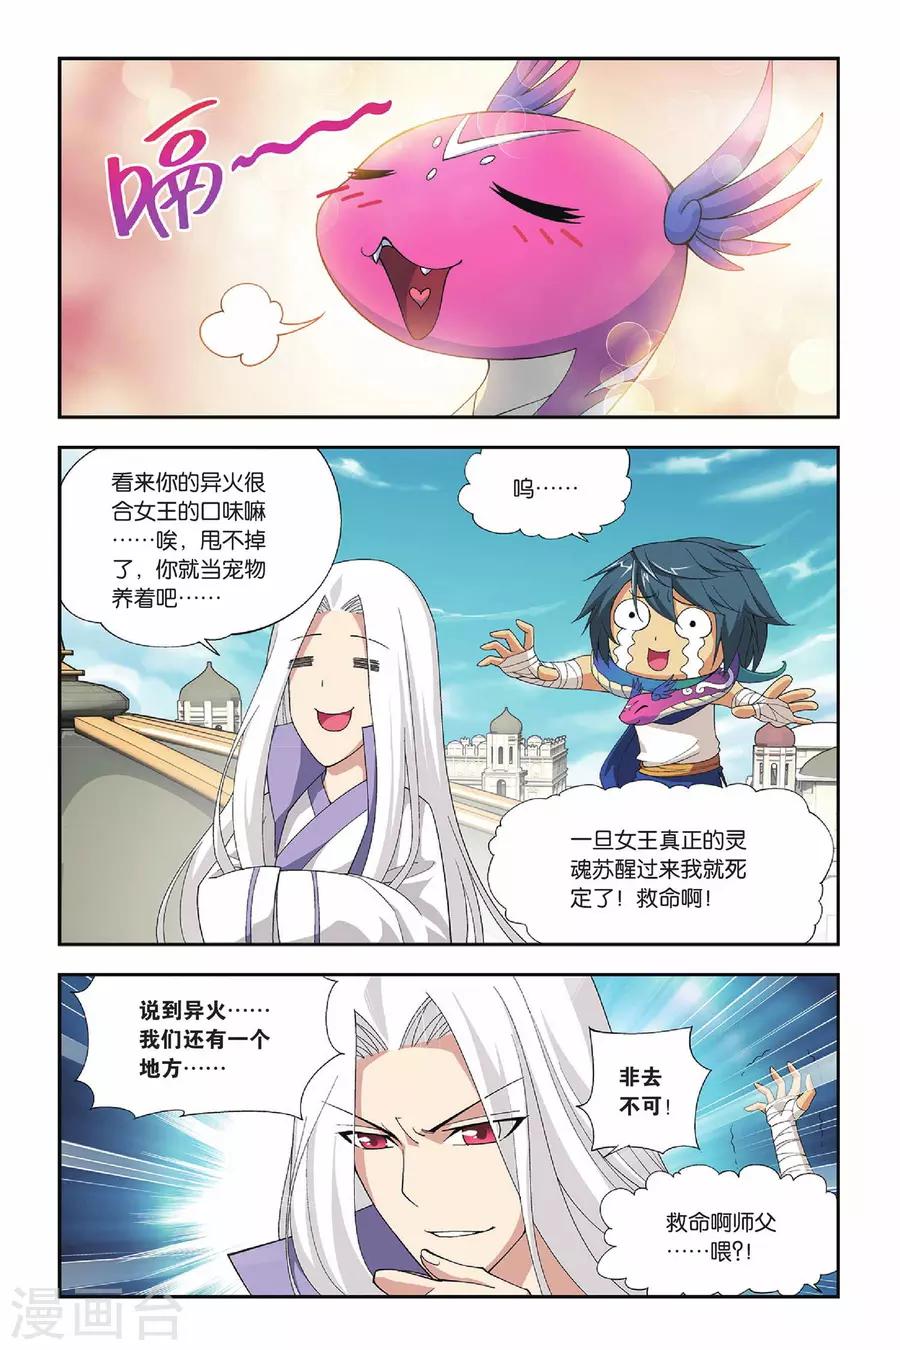 嗝~~
看来你的异火很
合女王的口味嘛
……唉，甩不掉
了，你就当宠物
养着吧……
呜……
一旦女王真正的灵
魂苏醒过来我就死
定了！救命啊！
说到异火……
我们还有一个
地方……
非去
不可！
救命啊师父
……喂?！
漫画台